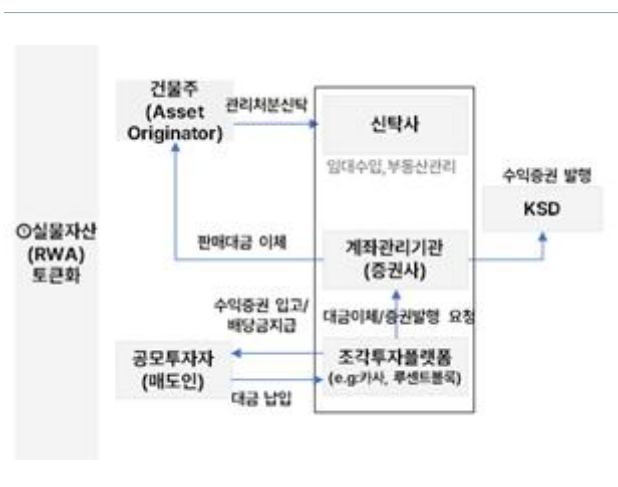 ①실물자산
(RWA)
토큰화
건물주
(Asset
Originator)
관리처분신탁
신탁사
임대수입,부동산관리
수익증권 발행
KSD
판매대금 이체
계좌관리기관
(증권사)
수익증권 입고/
배당금지급
대금이체/증권발행 요청
공모투자자
(매도인)
대금 납입
조각투자플랫폼
(e.g:카사, 루센트블록)